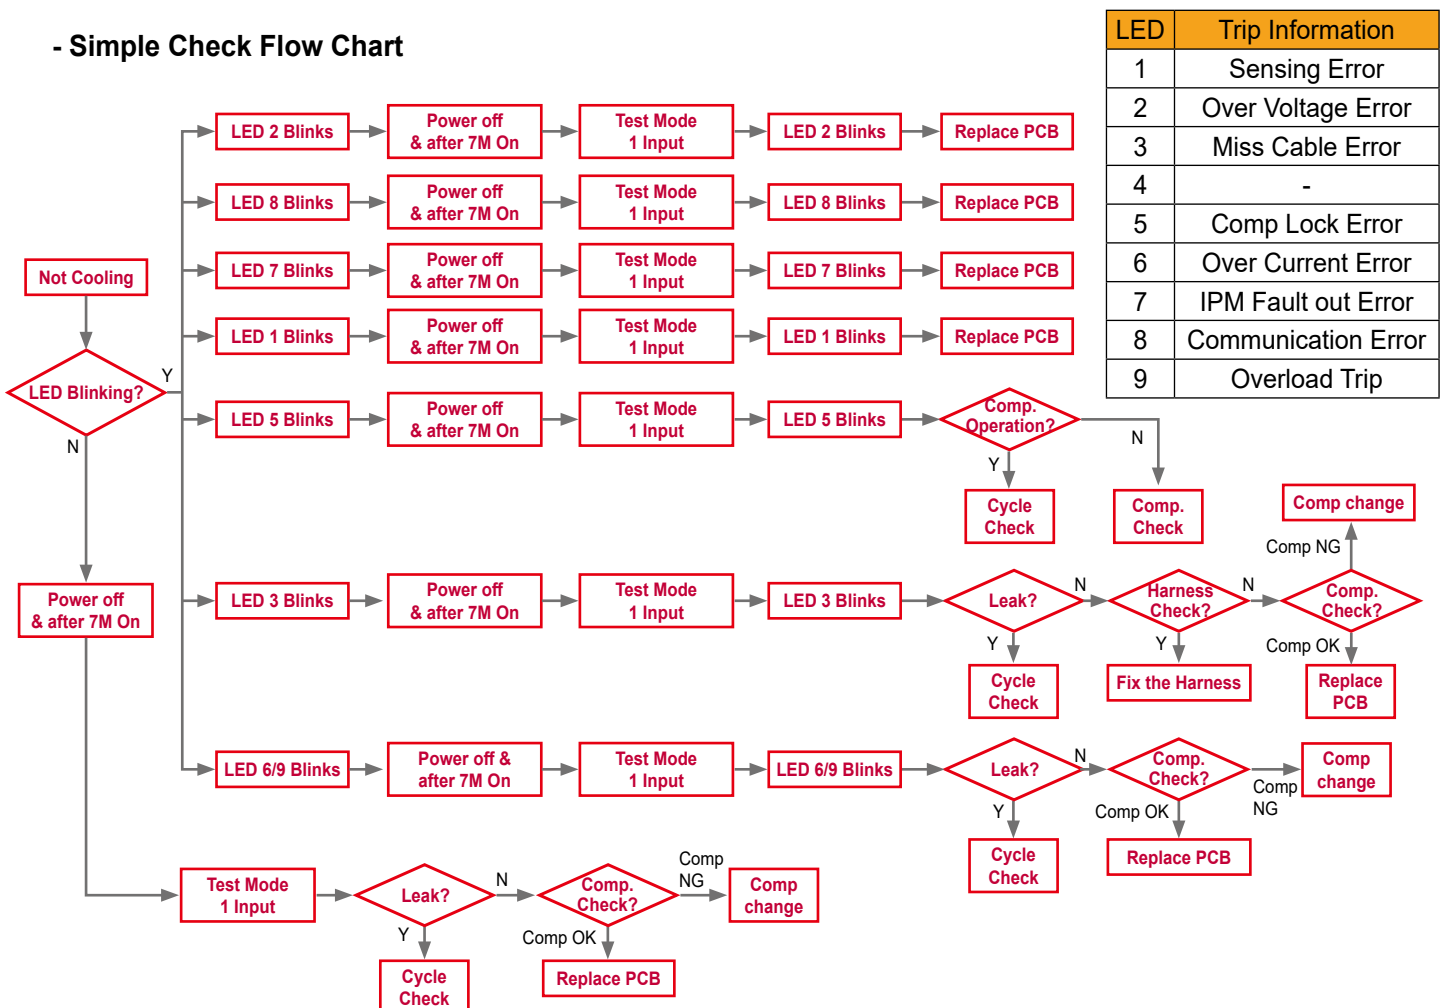 - Simple Check Flow Chart
LED Trip Information
1 Sensing Error
2 Over Voltage Error
3 Miss Cable Error
4 -
5 Comp Lock Error
6 Over Current Error
7 IPM Fault out Error
8 Communication Error
9 Overload Trip
Not Cooling
LED Blinking?
Y
N
LED 2 Blinks
Power off
& after 7M On
Test Mode
1 Input
LED 2 Blinks
Replace PCB
LED 8 Blinks
Power off
& after 7M On
Test Mode
1 Input
LED 8 Blinks
Replace PCB
LED 7 Blinks
Power off
& after 7M On
Test Mode
1 Input
LED 7 Blinks
Replace PCB
LED 1 Blinks
Power off
& after 7M On
Test Mode
1 Input
LED 1 Blinks
Replace PCB
LED 5 Blinks
Power off
& after 7M On
Test Mode
1 Input
LED 5 Blinks
Comp.
Operation?
Y
N
Cycle
Check
Comp.
Check
LED 3 Blinks
Power off
& after 7M On
Test Mode
1 Input
LED 3 Blinks
Leak?
N
Harness
Check?
N
Comp.
Check?
Comp NG
Comp change
Y
Y
Comp OK
Cycle
Check
Fix the Harness
Replace
PCB
LED 6/9 Blinks
Power off &
after 7M On
Test Mode
1 Input
LED 6/9 Blinks
Leak?
N
Comp.
Check?
Comp
NG
Comp
change
Y
Comp OK
Cycle
Check
Replace PCB
Power off
& after 7M On
Test Mode
1 Input
Leak?
N
Comp.
Check?
Comp
NG
Comp
change
Y
Comp OK
Cycle
Check
Replace PCB